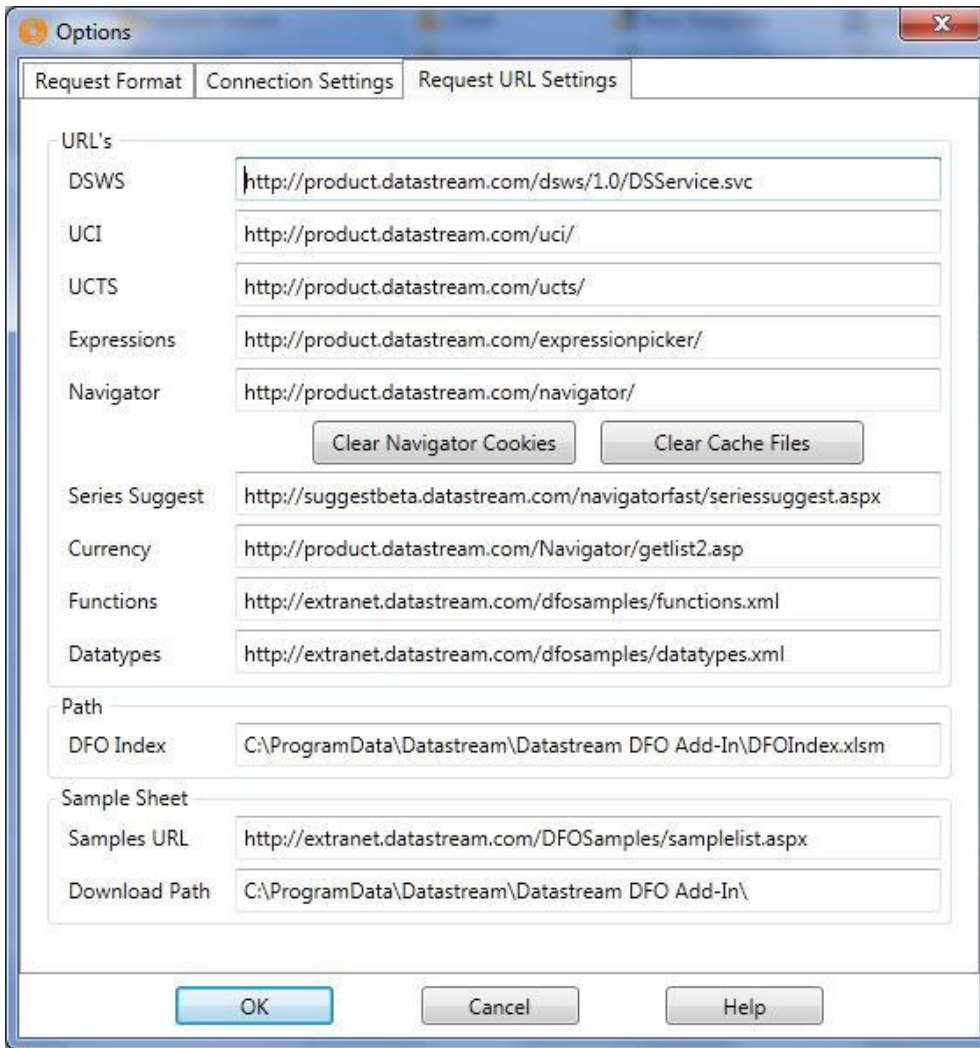 Options
Request Format Connection Settings Request URL Settings
URL's
DSWS http://product.datastream.com/dsws/1.0/DSService.svc
UCI http://product.datastream.com/uci/
UCTS http://product.datastream.com/ucts/
Expressions http://product.datastream.com/expressionpicker/
Navigator http://product.datastream.com/navigator/
Clear Navigator Cookies Clear Cache Files
Series Suggest http://suggestbeta.datastream.com/navigatorfast/seriessuggest.aspx
Currency http://product.datastream.com/Navigator/getlist2.asp
Functions http://extranet.datastream.com/dfosamples/functions.xml
Datatypes http://extranet.datastream.com/dfosamples/datatypes.xml
Path
DFO Index C:\ProgramData\Datastream\Datastream DFO Add-In\DFOIndex.xlsm
Sample Sheet
Samples URL http://extranet.datastream.com/DFOSamples/samplelist.aspx
Download Path C:\ProgramData\Datastream\Datastream DFO Add-In\
OK Cancel Help